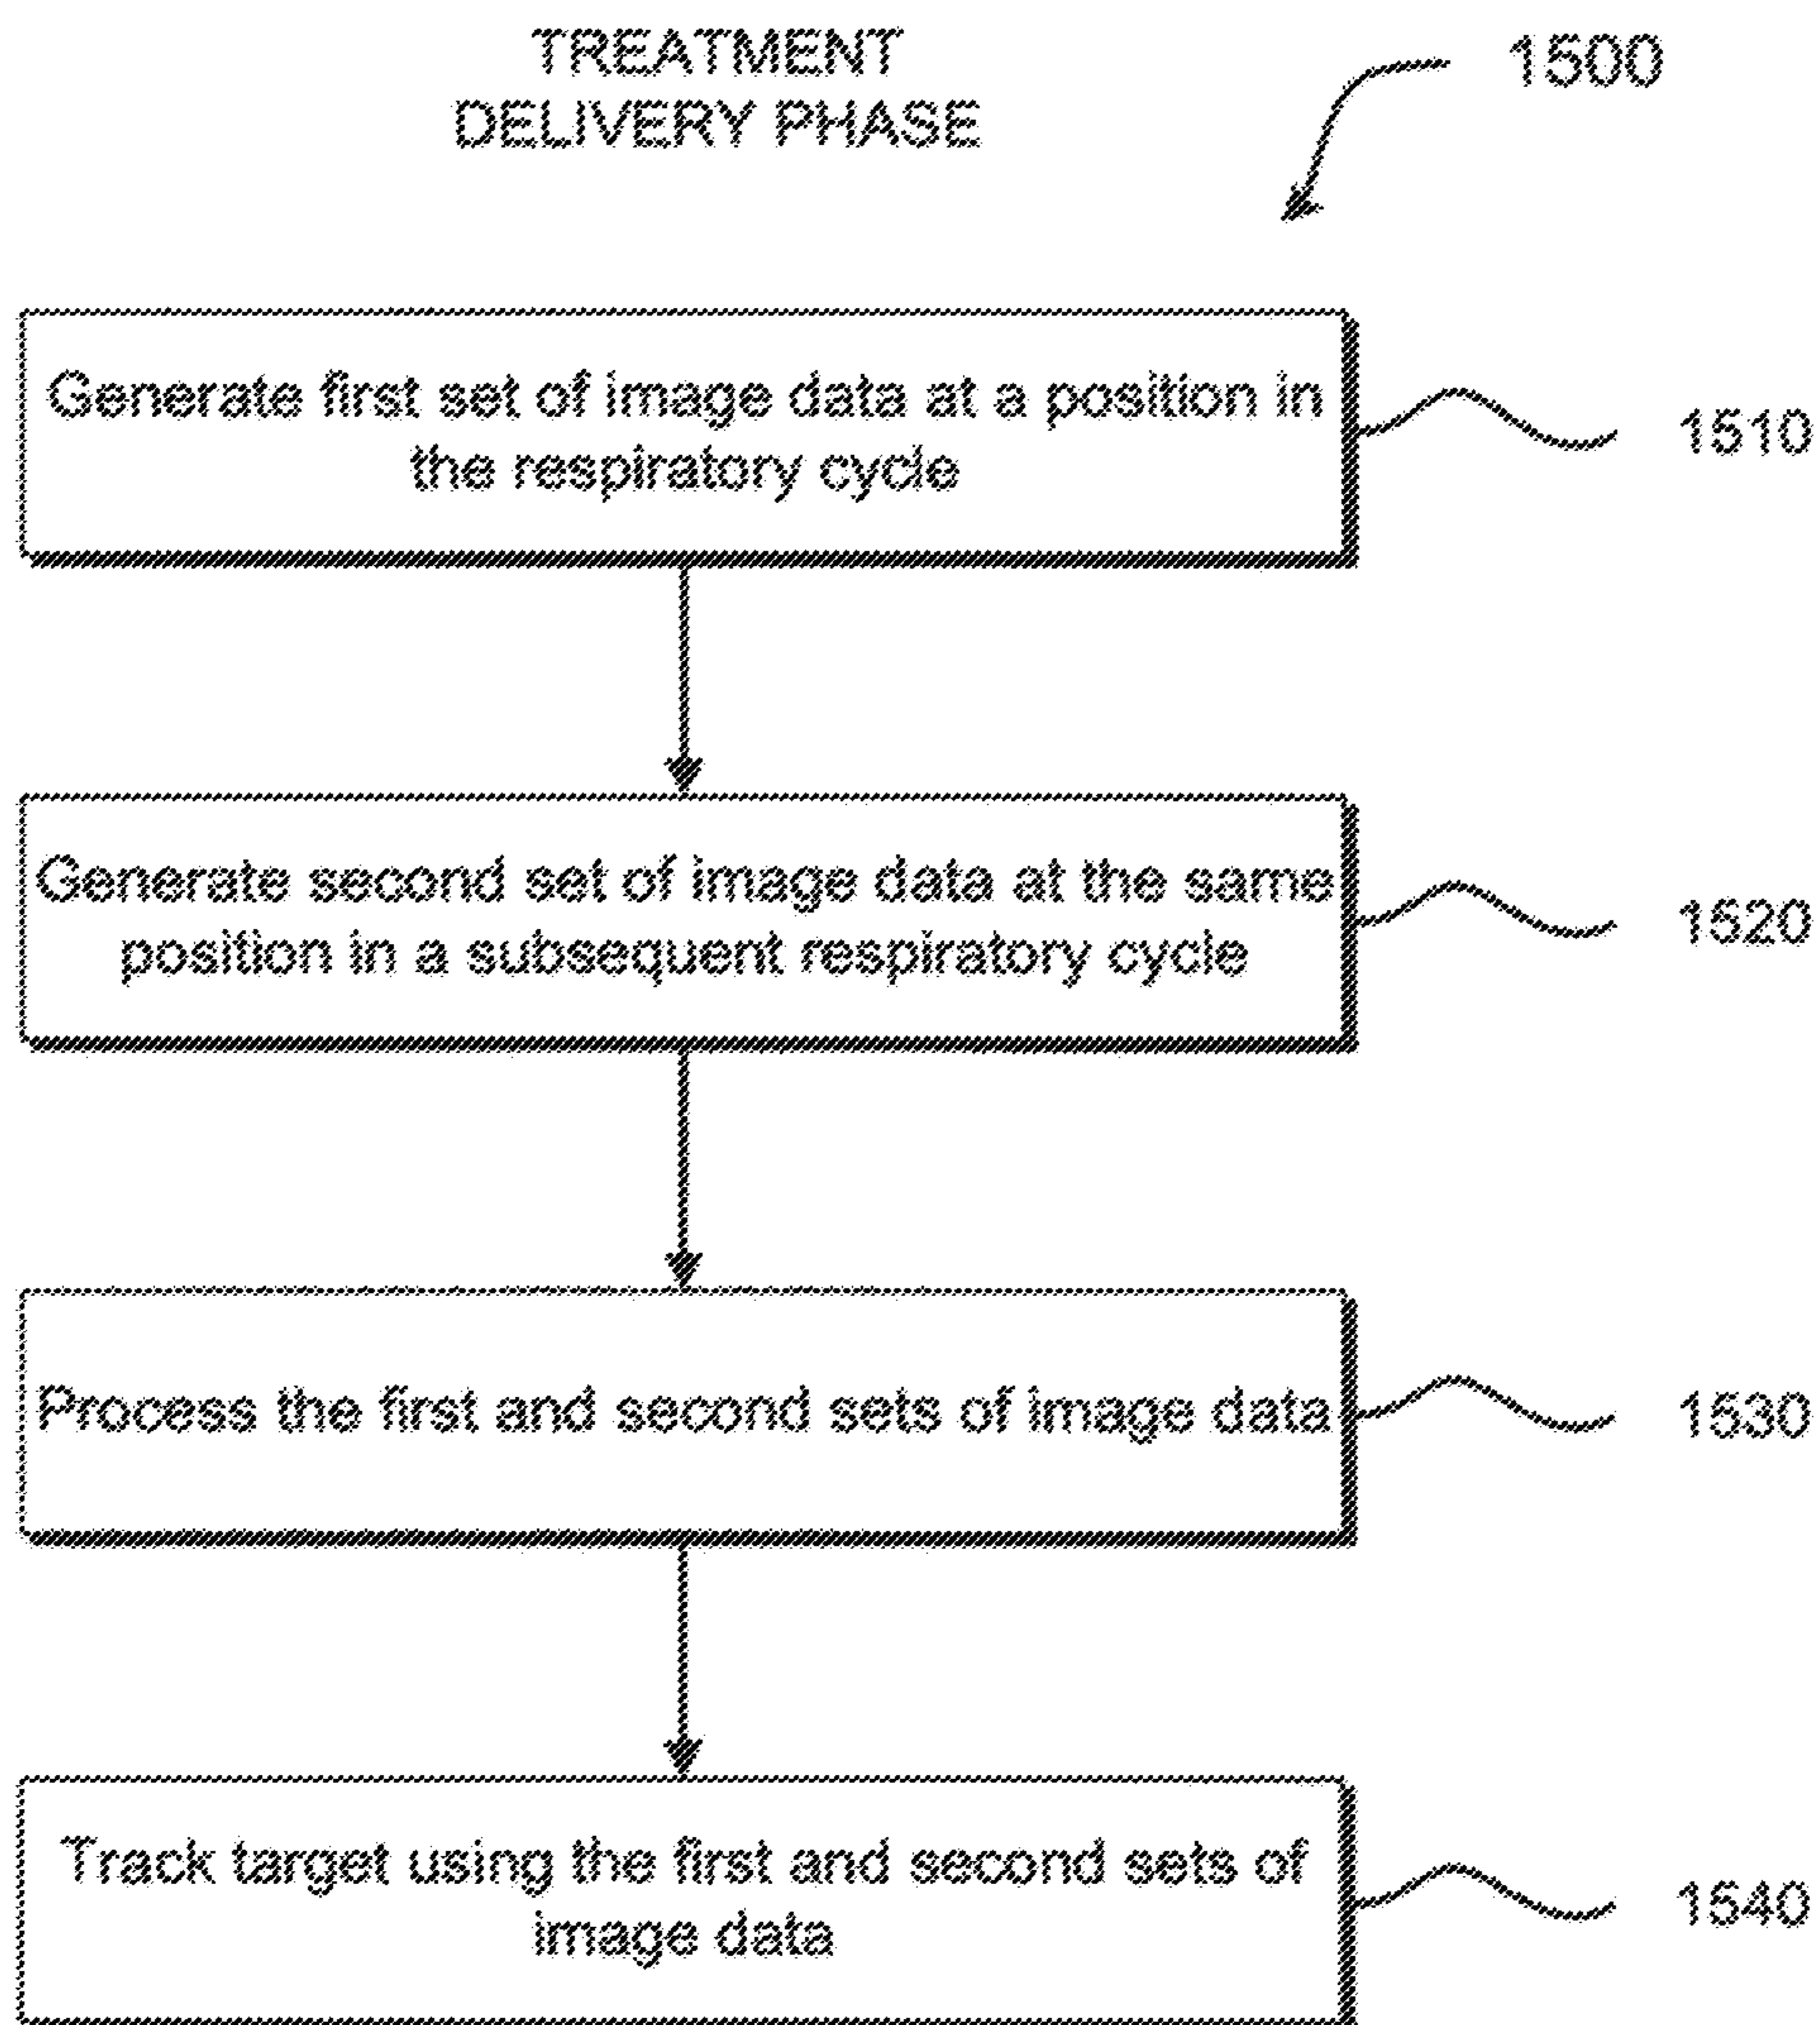 TREATMENT
DELIVERY PHASE
1500
Generate first set of image data at a position in
the respiratory cycle
1510
Generate second set of image data at the same
position in a subsequent respiratory cycle
1520
Process the first and second sets of image data
1530
Track target using the first and second sets of
image data
1540